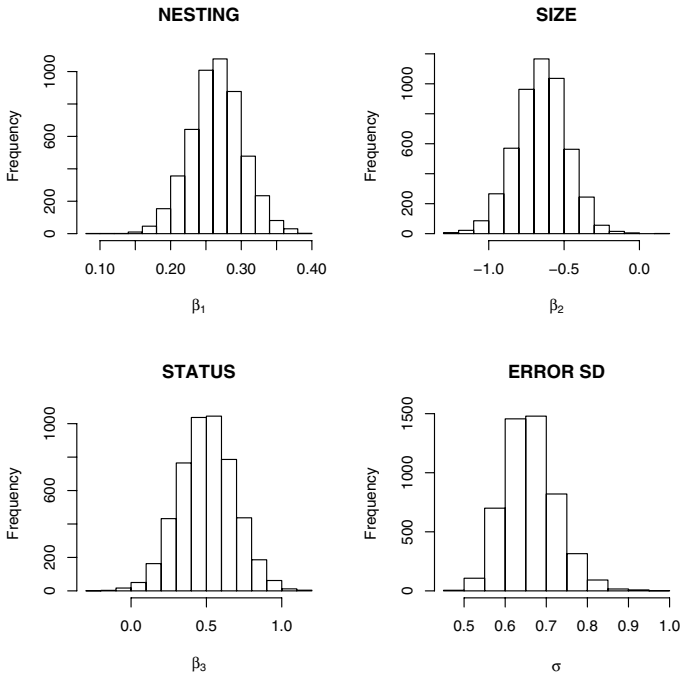 NESTING
SIZE
Frequency
0 200 600 1000
0.10 0.20 0.30 0.40
β1
Frequency
0 200 600 1000
−1.0 −0.5 0.0
β2
STATUS
ERROR SD
Frequency
0 200 600 1000
0.0 0.5 1.0
β3
Frequency
0 500 1000 1500
0.5 0.6 0.7 0.8 0.9 1.0
σ